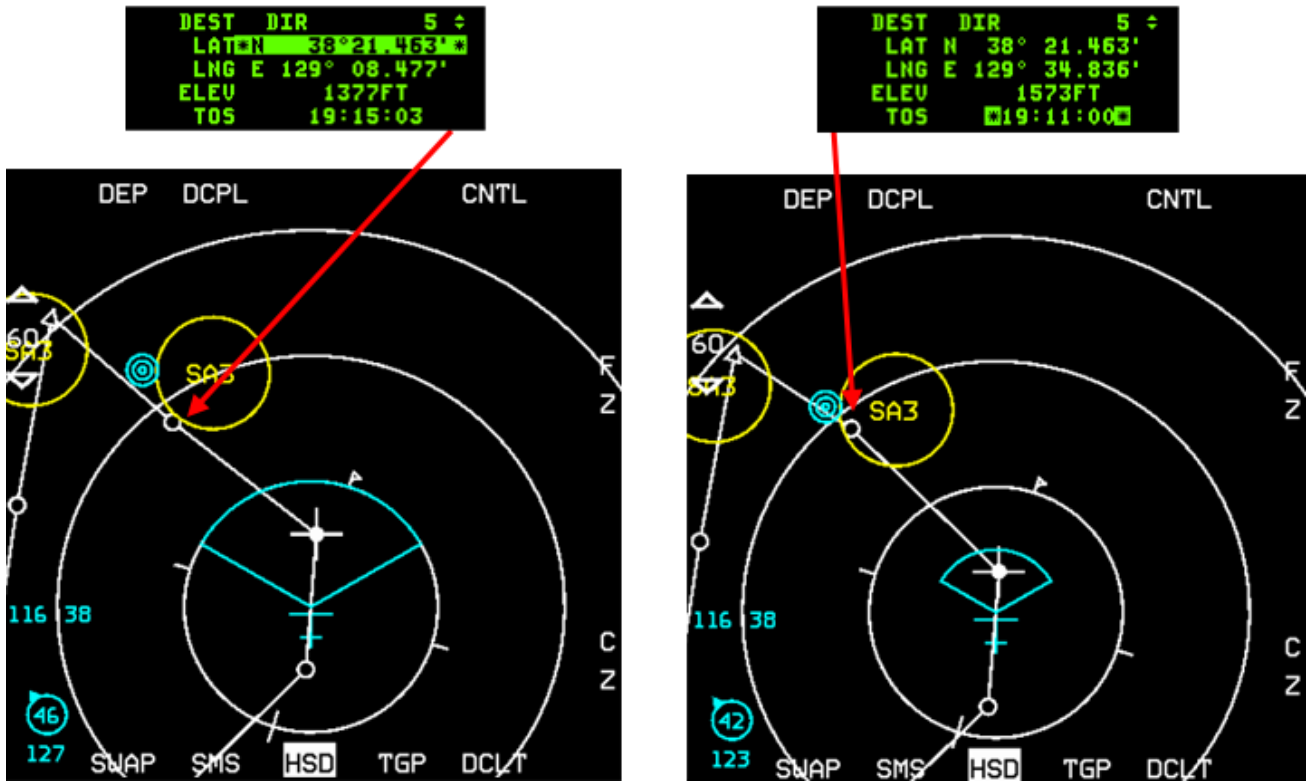 DEST DIR 5
LAT *N 38°21.463'*
LNG E 129° 08.477'
ELEV 1377FT
TOS 19:15:03
DEP DCPL CNTL
60
SA3
SA3
F
Z
116 38
C
Z
46
127
SWAP SMS HSD TGP DCLT
DEST DIR 5
LAT N 38° 21.463'
LNG E 129° 34.836'
ELEV 1573FT
TOS *19:11:00*
DEP DCPL CNTL
60
SA3
SA3
F
Z
116 38
C
Z
42
123
SWAP SMS HSD TGP DCLT